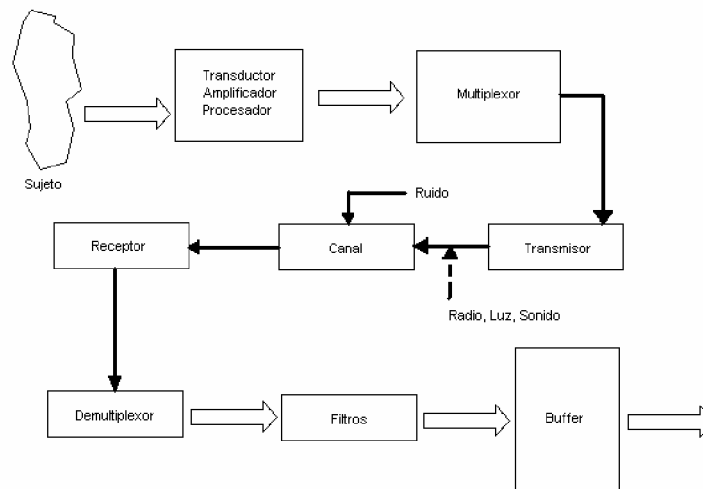 Transductor
Amplificador
Procesador
Multiplexor
Sujeto
Ruido
Receptor
Canal
Transmisor
Radio, Luz, Sonido
Demultiplexor
Filtros
Buffer